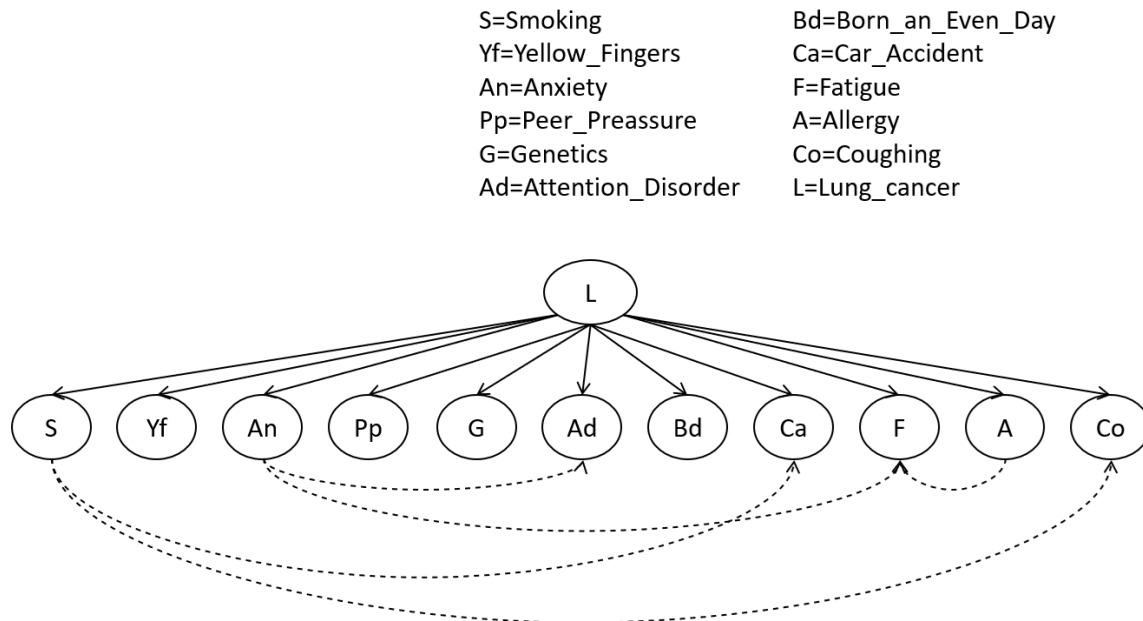 S=Smoking
Yf=Yellow_Fingers
An=Anxiety
Pp=Peer_Preassure
G=Genetics
Ad=Attention_Disorder
Bd=Born_an_Even_Day
Ca=Car_Accident
F=Fatigue
A=Allergy
Co=Coughing
L=Lung_cancer
L
S Yf An Pp G Ad Bd Ca F A Co